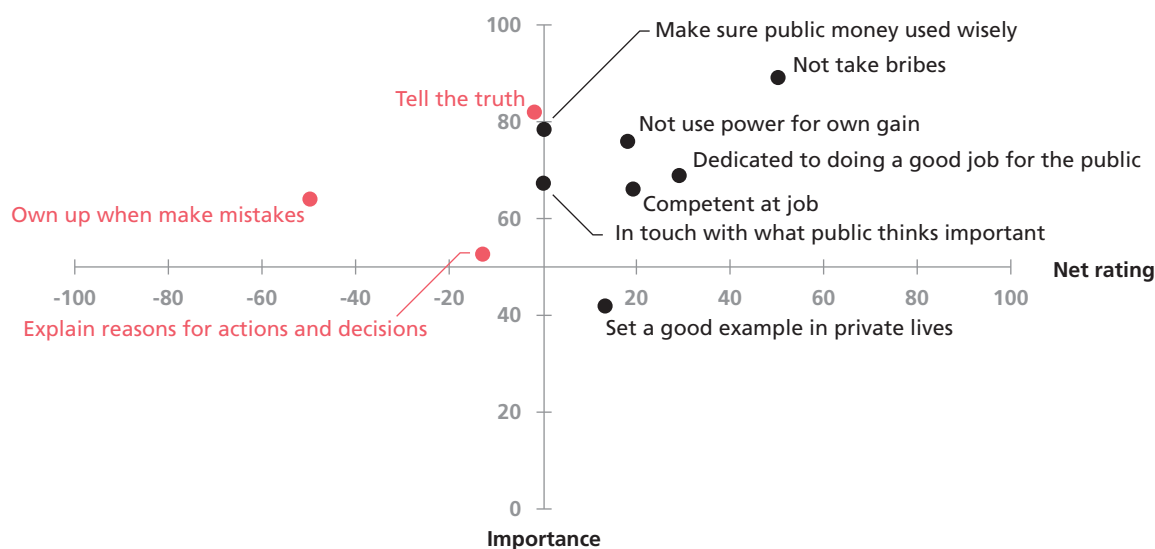 100
Make sure public money used wisely
Not take bribes
Tell the truth
80
Not use power for own gain
Dedicated to doing a good job for the public
Own up when make mistakes
Competent at job
60
In touch with what public thinks important
Net rating
-100
-80
-60
-40
-20
20
40
60
80
100
40
Explain reasons for actions and decisions
Set a good example in private lives
20
0
Importance